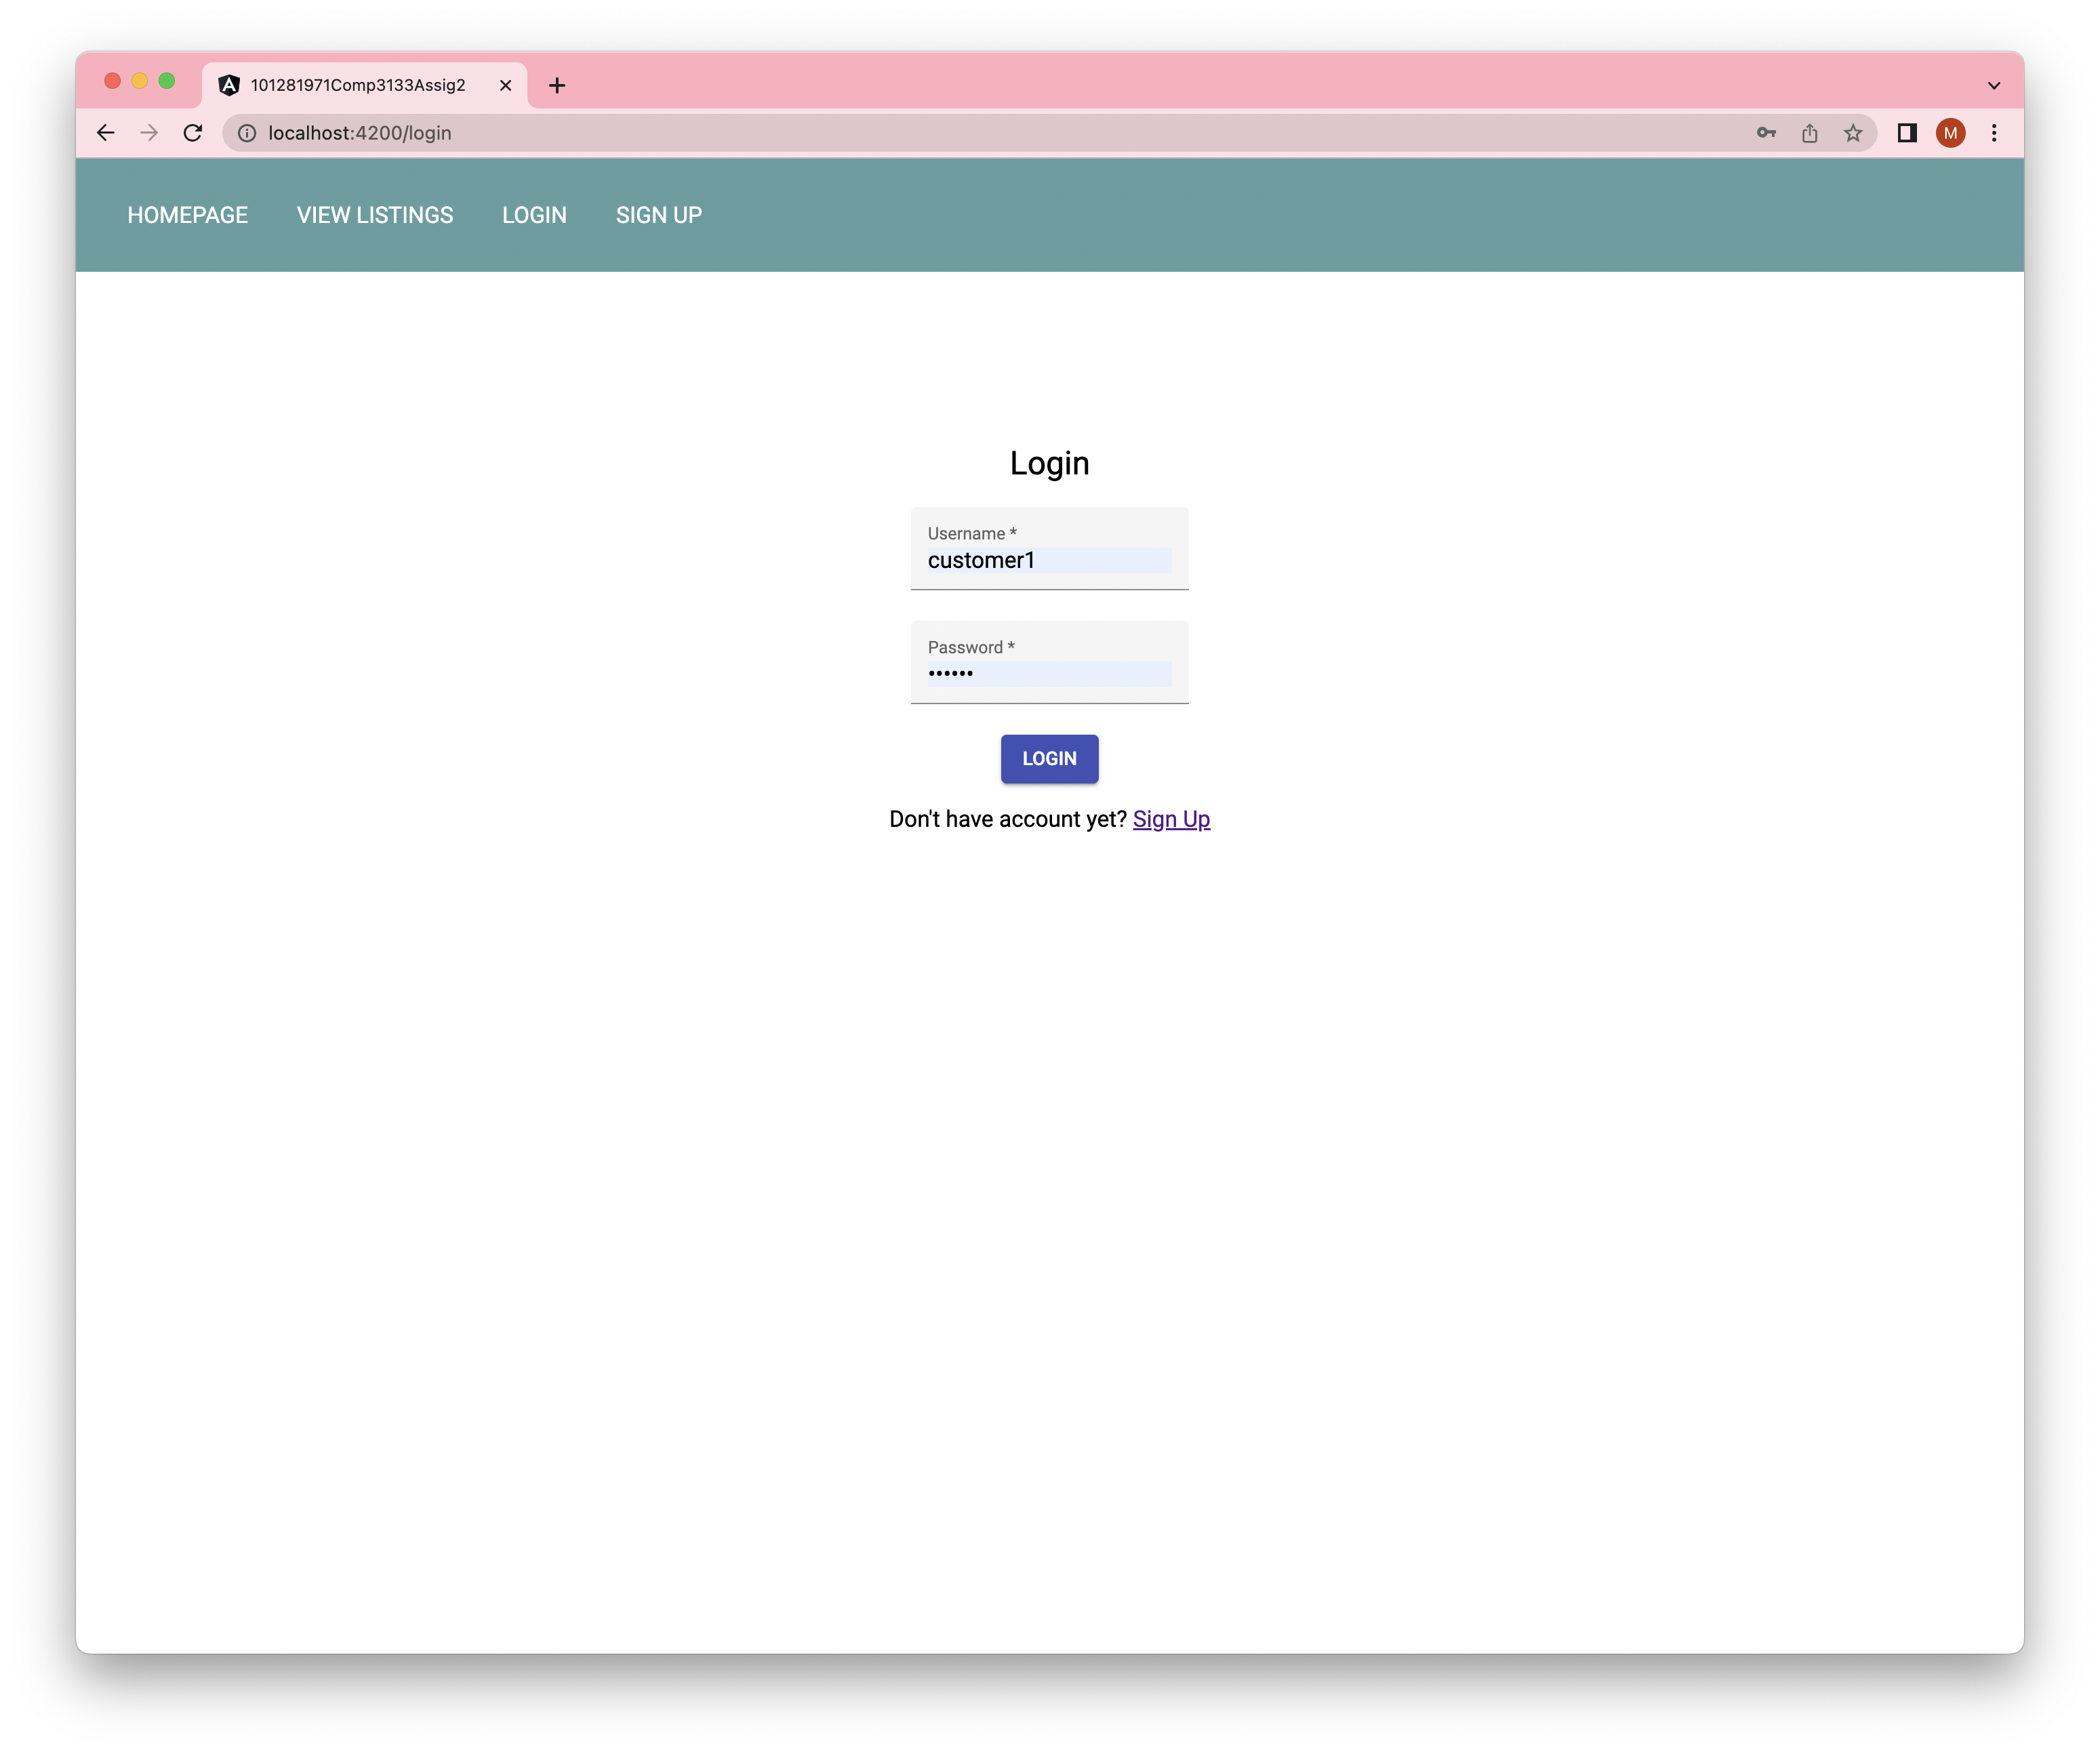 101281971Comp3133Assig2
localhost:4200/login
M
HOMEPAGE VIEW LISTINGS LOGIN SIGN UP
Login
Username *
customer1
Password *
••••••
LOGIN
Don't have account yet? Sign Up